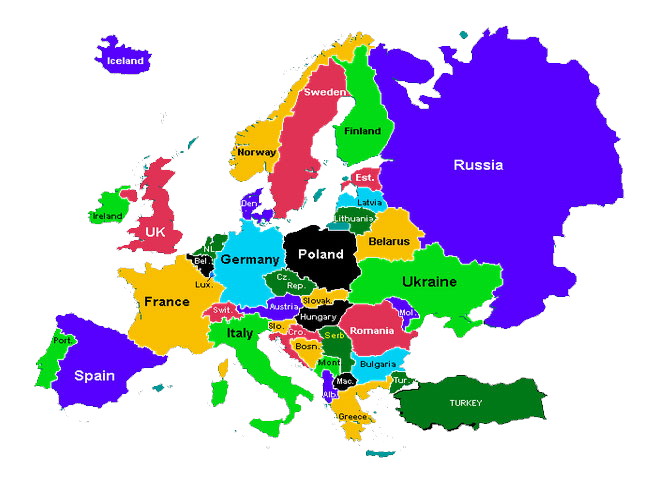 Iceland
Sweden
Finland
Norway
Russia
Est.
Den.
Latvia
Ireland
Lithuania
UK
NL
Belarus
Poland
Germany
Bel.
Cz.
Rep.
Ukraine
Lux.
Slovak.
France
Austria
Swit.
Hungary
Mol.
Slo.
Romania
Italy
Cro.
Serb
Port.
Bosn.
Mont
Bulgaria
Spain
Mac.
Tur.
Alb.
TURKEY
Greece